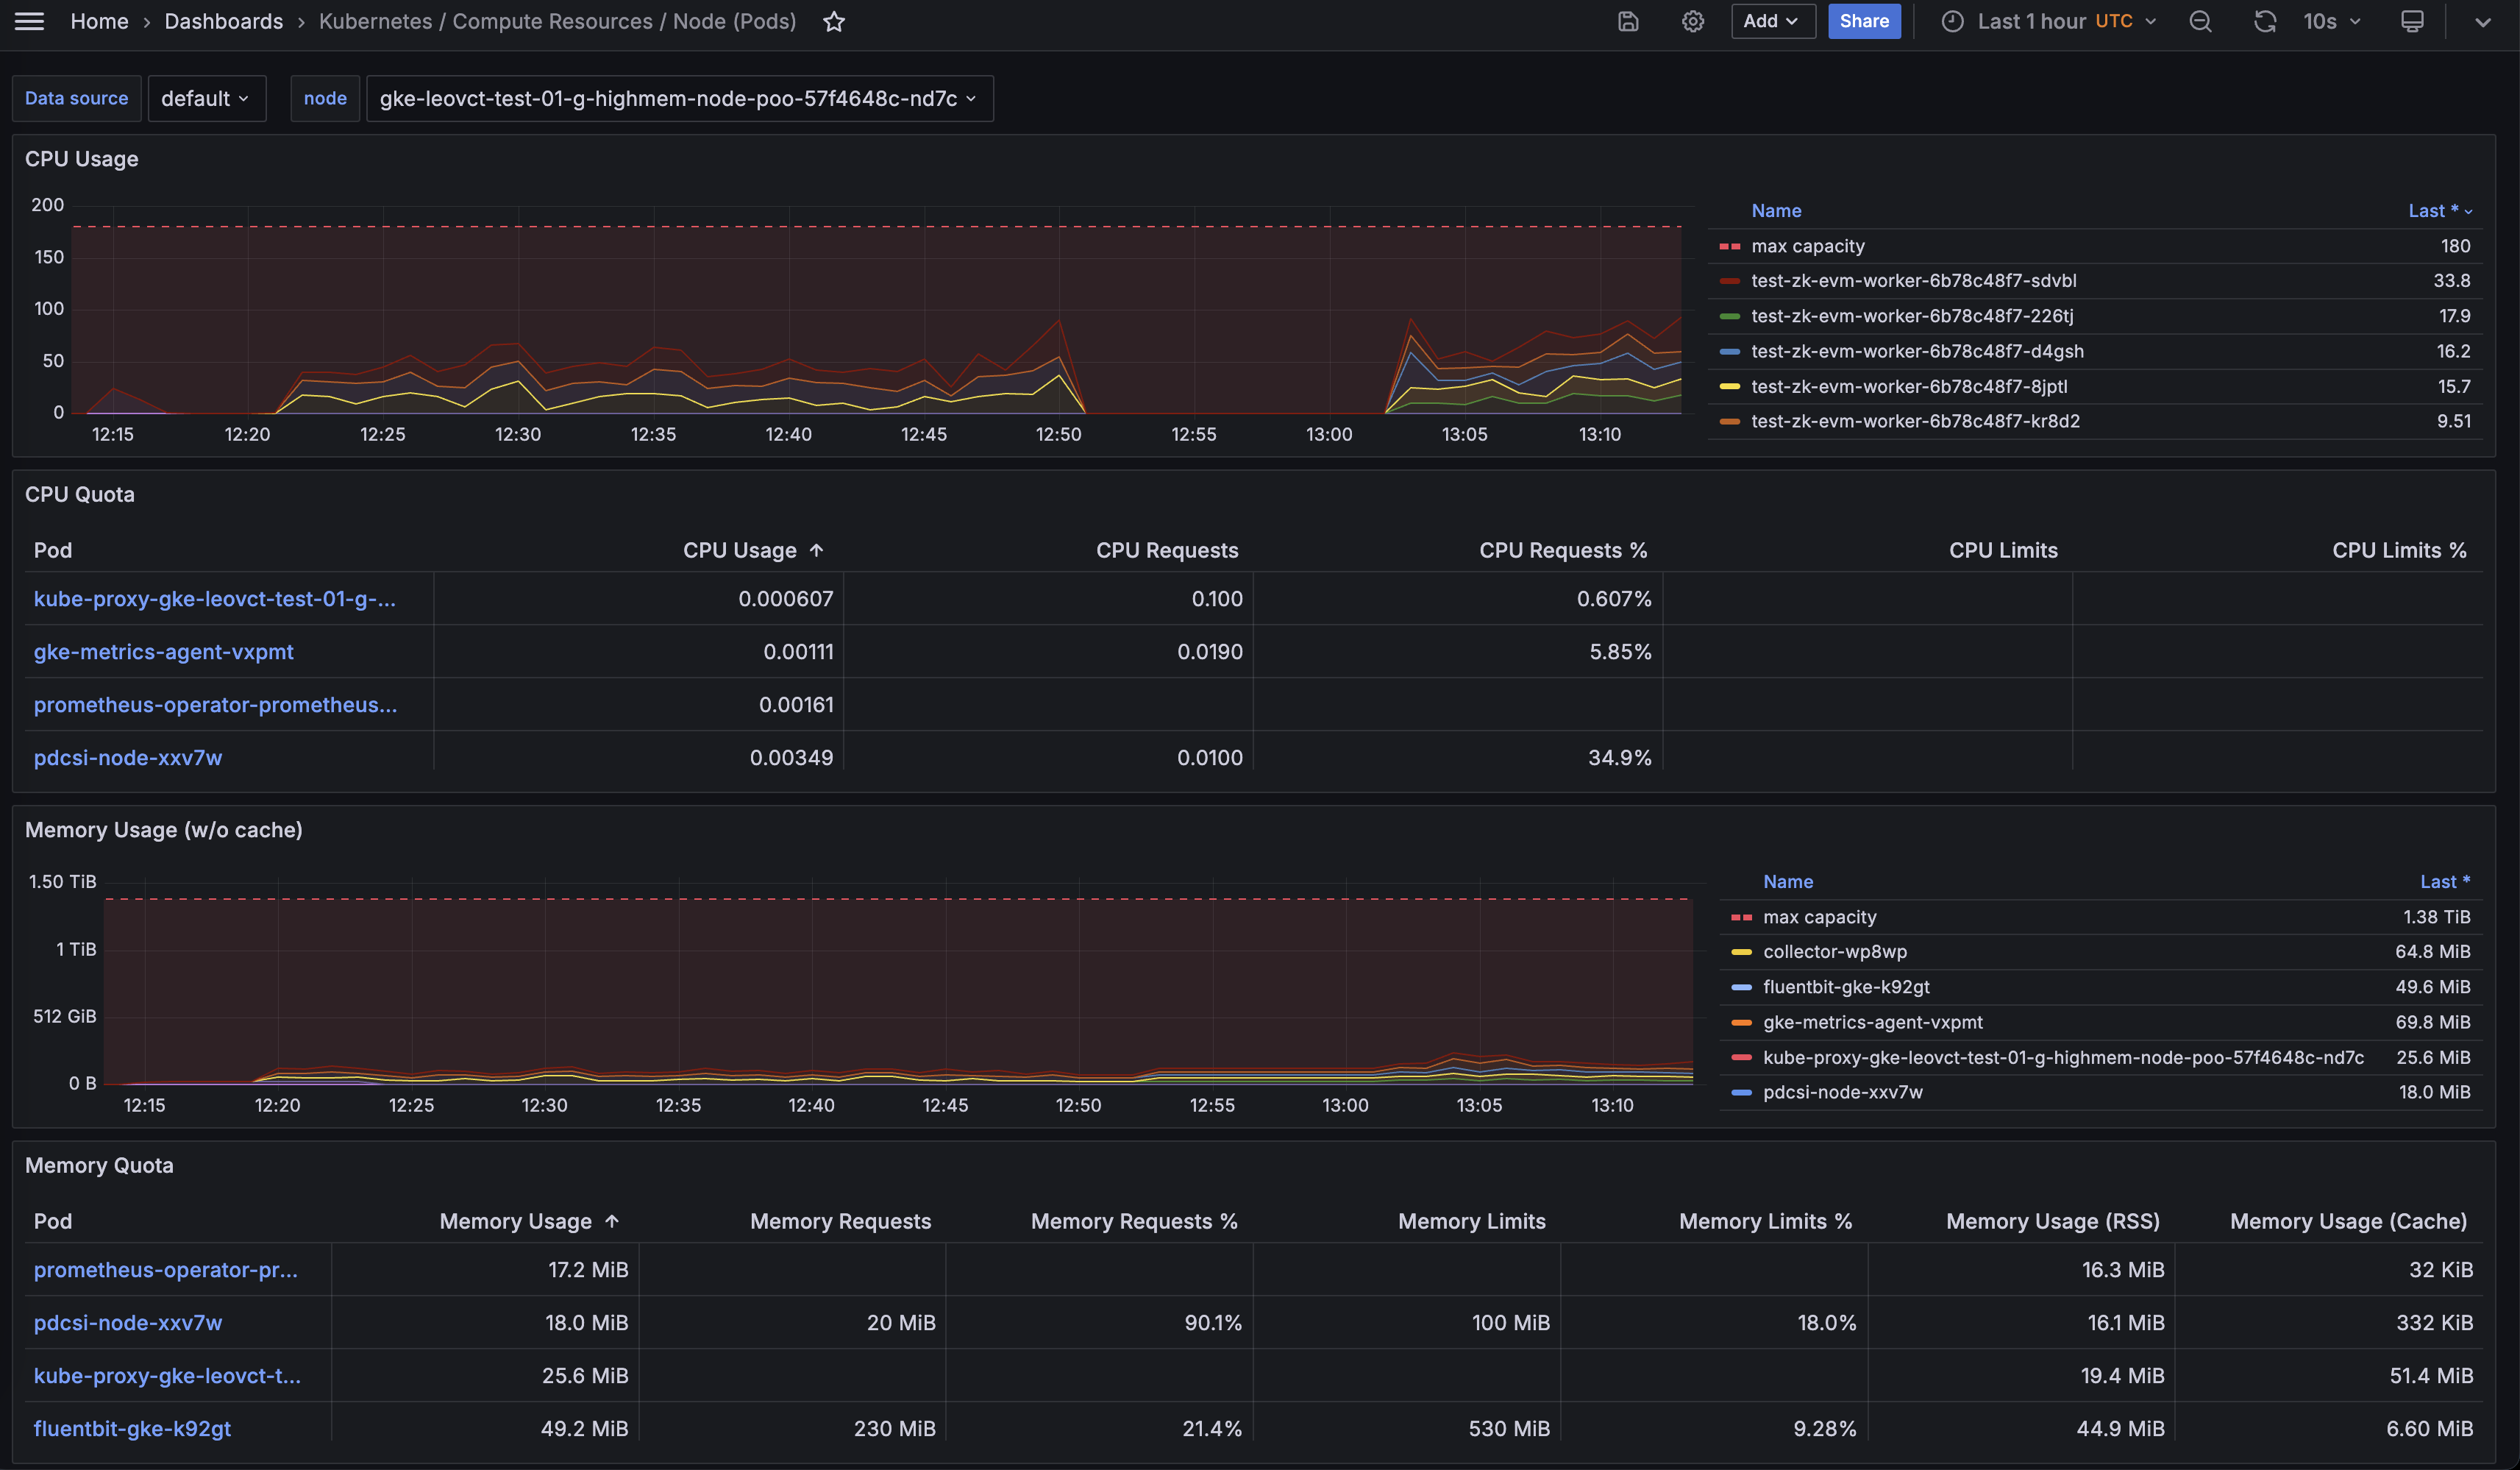 Home › Dashboards › Kubernetes / Compute Resources / Node (Pods) Add Share Last 1 hour UTC 10s
Data source default node gke-leovct-test-01-g-highmem-node-poo-57f4648c-nd7c
CPU Usage
200
150
100
50
0
12:15 12:20 12:25 12:30 12:35 12:40 12:45 12:50 12:55 13:00 13:05 13:10
Name Last *
max capacity 180
test-zk-evm-worker-6b78c48f7-sdvbl 33.8
test-zk-evm-worker-6b78c48f7-226tj 17.9
test-zk-evm-worker-6b78c48f7-d4gsh 16.2
test-zk-evm-worker-6b78c48f7-8jptl 15.7
test-zk-evm-worker-6b78c48f7-kr8d2 9.51
CPU Quota
Pod CPU Usage ↑ CPU Requests CPU Requests % CPU Limits CPU Limits %
kube-proxy-gke-leovct-test-01-g-... 0.000607 0.100 0.607%
gke-metrics-agent-vxpmt 0.00111 0.0190 5.85%
prometheus-operator-prometheus... 0.00161
pdcsi-node-xxv7w 0.00349 0.0100 34.9%
Memory Usage (w/o cache)
1.50 TiB
1 TiB
512 GiB
0 B
12:15 12:20 12:25 12:30 12:35 12:40 12:45 12:50 12:55 13:00 13:05 13:10
Name Last *
max capacity 1.38 TiB
collector-wp8wp 64.8 MiB
fluentbit-gke-k92gt 49.6 MiB
gke-metrics-agent-vxpmt 69.8 MiB
kube-proxy-gke-leovct-test-01-g-highmem-node-poo-57f4648c-nd7c 25.6 MiB
pdcsi-node-xxv7w 18.0 MiB
Memory Quota
Pod Memory Usage ↑ Memory Requests Memory Requests % Memory Limits Memory Limits % Memory Usage (RSS) Memory Usage (Cache)
prometheus-operator-pr... 17.2 MiB 16.3 MiB 32 KiB
pdcsi-node-xxv7w 18.0 MiB 20 MiB 90.1% 100 MiB 18.0% 16.1 MiB 332 KiB
kube-proxy-gke-leovct-t... 25.6 MiB 19.4 MiB 51.4 MiB
fluentbit-gke-k92gt 49.2 MiB 230 MiB 21.4% 530 MiB 9.28% 44.9 MiB 6.60 MiB